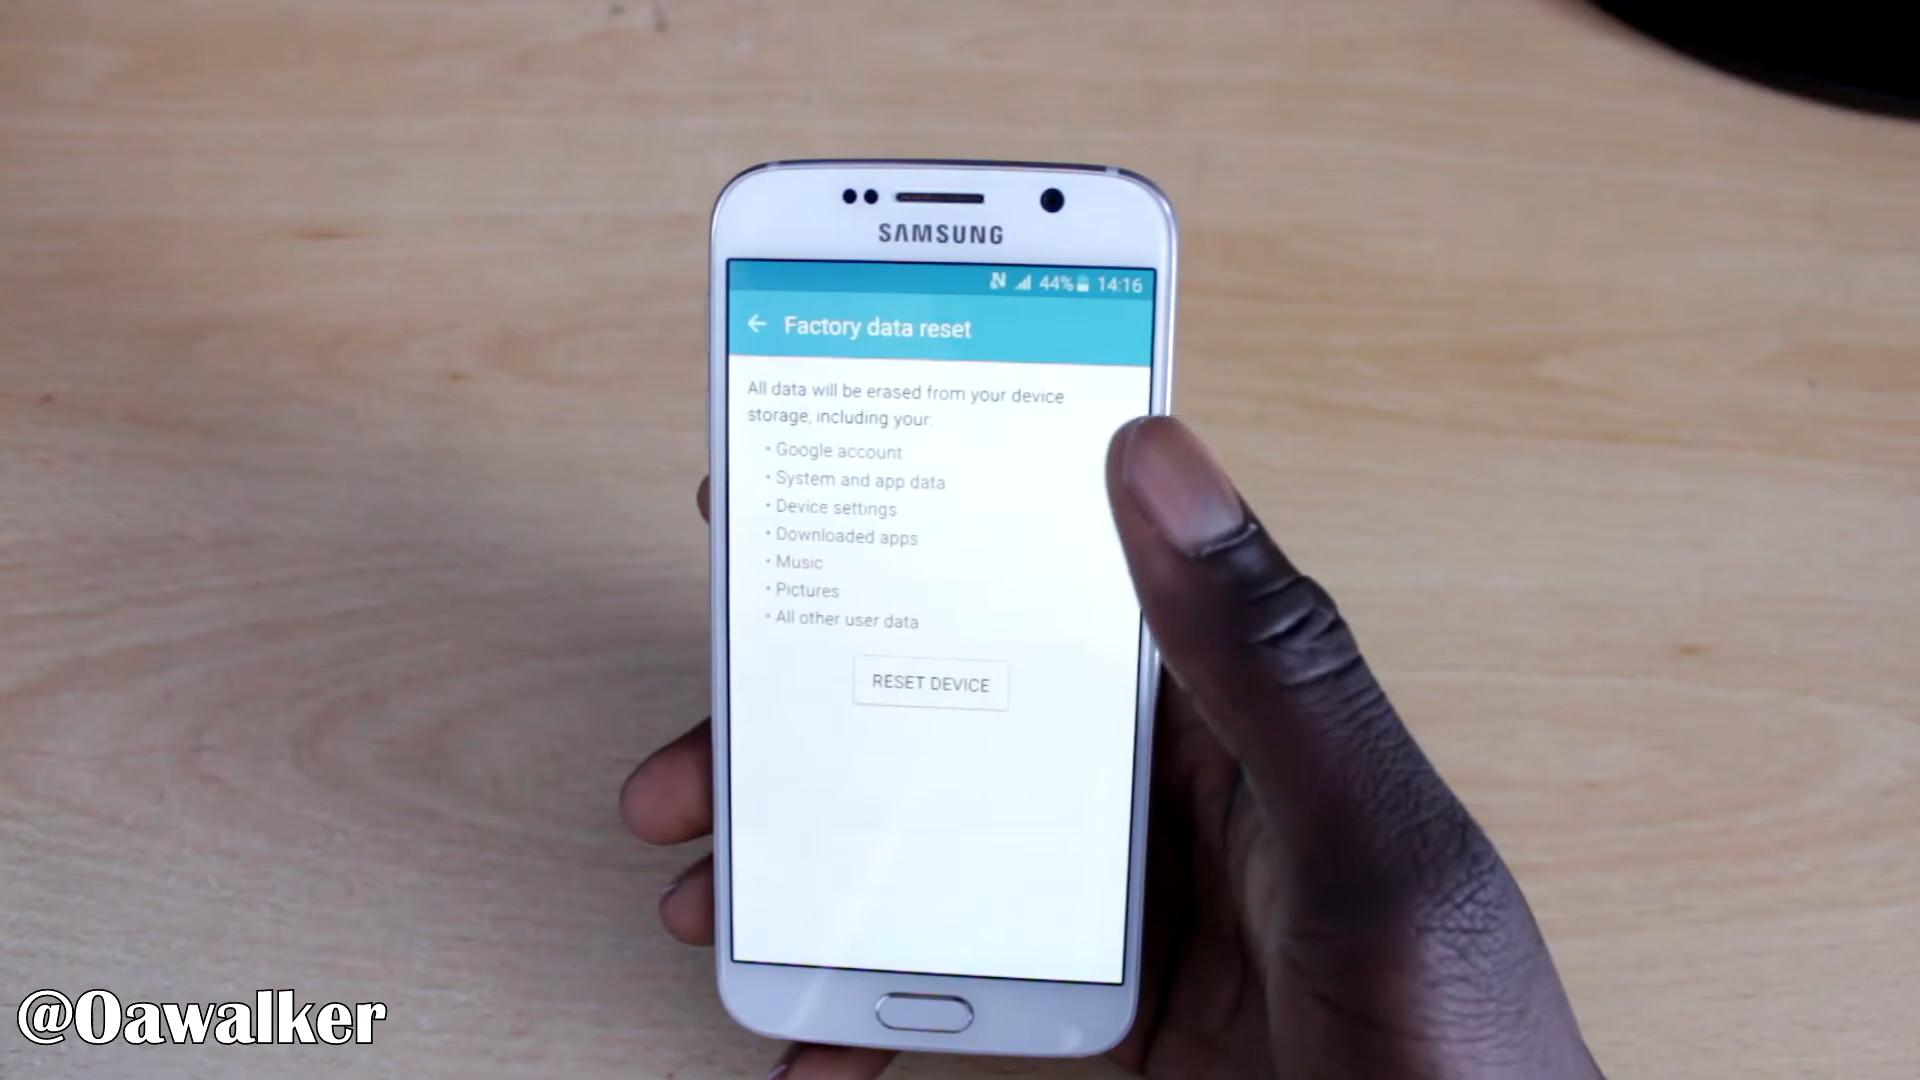 SAMSUNG
44% 14:16
Factory data reset
All data will be erased from your device
storage, including your:
• Google account
• System and app data
• Device settings
• Downloaded apps
• Music
• Pictures
• All other user data
RESET DEVICE
@Oawalker